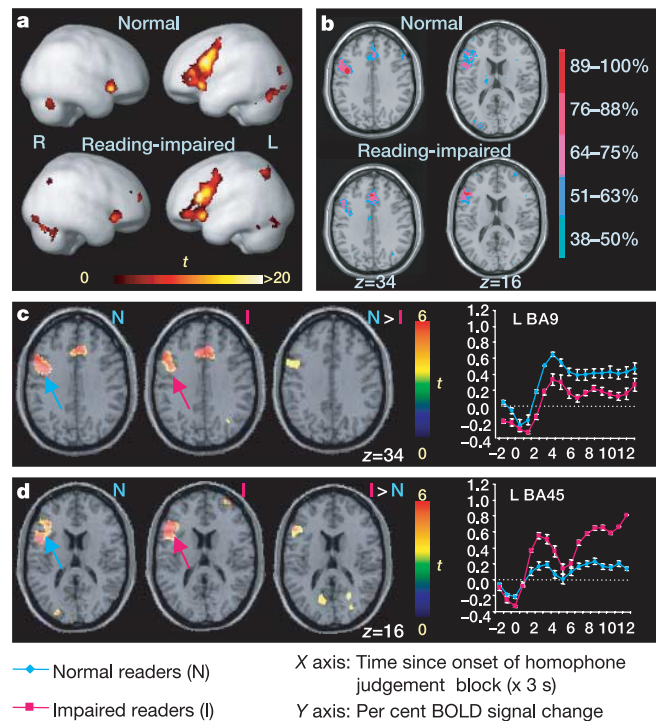 a
Normal
R
Reading-impaired
L
0
t
>20
b
Normal
Reading-impaired
z=34
z=16
89–100%
76–88%
64–75%
51–63%
38–50%
c
N
I
N > I
z=34
6
t
0
L BA9
1.2
1.0
0.8
0.6
0.4
0.2
0.0
−0.2
−0.4
−2 0 2 4 6 8 10 12
d
N
I
I > N
z=16
6
t
0
L BA45
1.2
1.0
0.8
0.6
0.4
0.2
0.0
−0.2
−0.4
−2 0 2 4 6 8 10 12
Normal readers (N)
Impaired readers (I)
X axis: Time since onset of homophone
judgement block (x 3 s)
Y axis: Per cent BOLD signal change